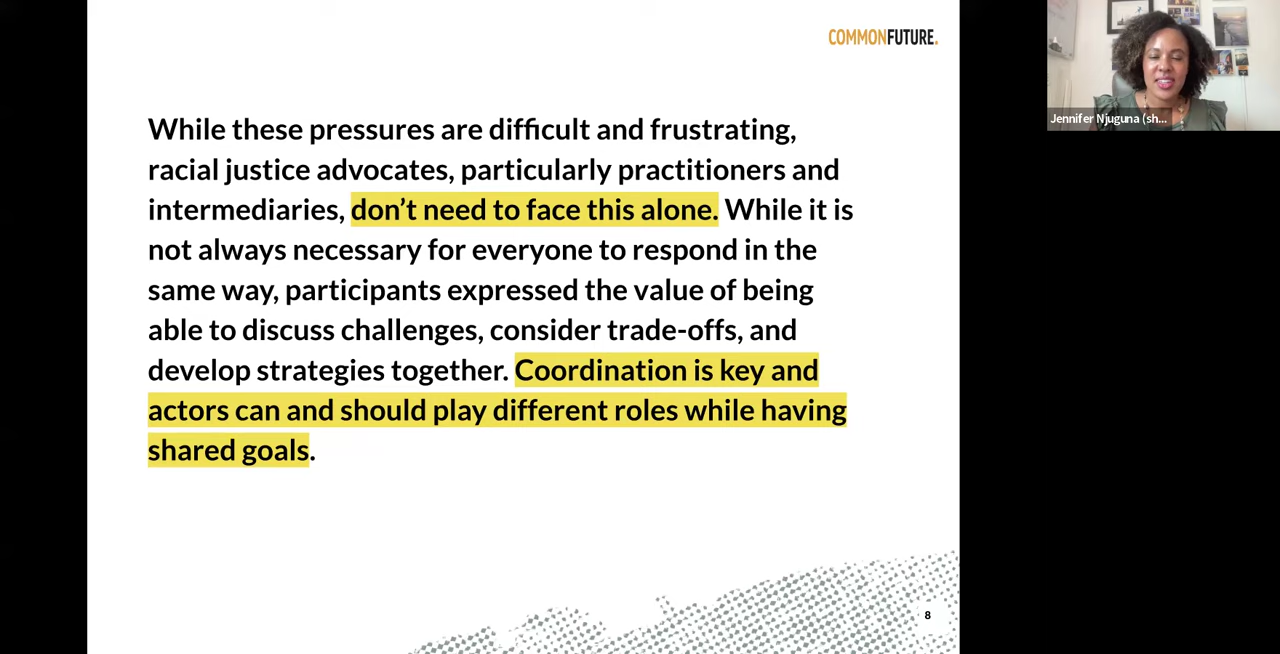 COMMONFUTURE.
While these pressures are difficult and frustrating,
racial justice advocates, particularly practitioners and
intermediaries, don’t need to face this alone. While it is
not always necessary for everyone to respond in the
same way, participants expressed the value of being
able to discuss challenges, consider trade-offs, and
develop strategies together. Coordination is key and
actors can and should play different roles while having
shared goals.
8
Jennifer Njuguna (sh...